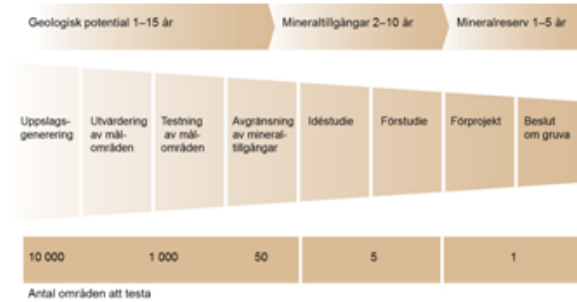 Geologisk potential 1–15 år
Mineraltillgångar 2–10 år
Mineralreserv 1–5 år
Uppslags-
generering
Utvärdering
av mål-
områden
Testning
av mål-
områden
Avgränsning
av mineral-
tillgångar
Idéstudie
Förstudie
Förprojekt
Beslut
om gruva
10 000
1 000
50
5
1
Antal områden att testa